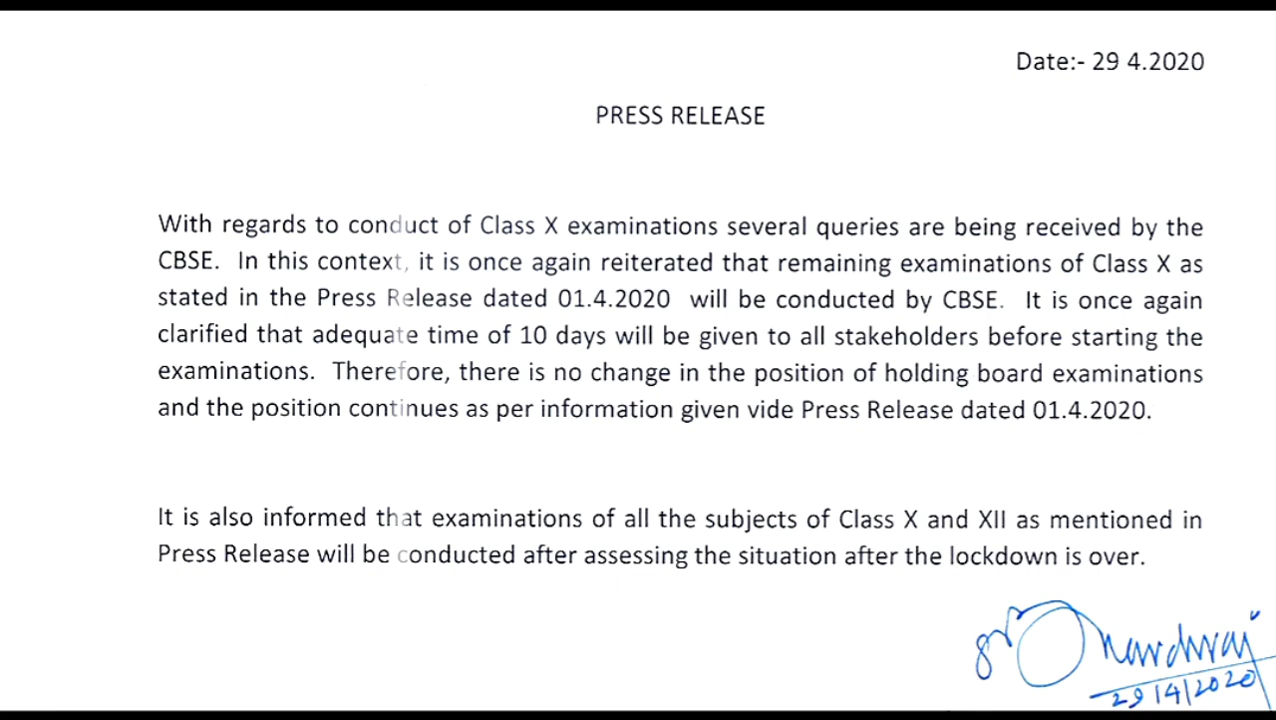 Date:- 29 4.2020
PRESS RELEASE
With regards to conduct of Class X examinations several queries are being received by the
CBSE. In this context, it is once again reiterated that remaining examinations of Class X as
stated in the Press Release dated 01.4.2020 will be conducted by CBSE. It is once again
clarified that adequate time of 10 days will be given to all stakeholders before starting the
examinations. Therefore, there is no change in the position of holding board examinations
and the position continues as per information given vide Press Release dated 01.4.2020.
It is also informed that examinations of all the subjects of Class X and XII as mentioned in
Press Release will be conducted after assessing the situation after the lockdown is over.
29/4/2020